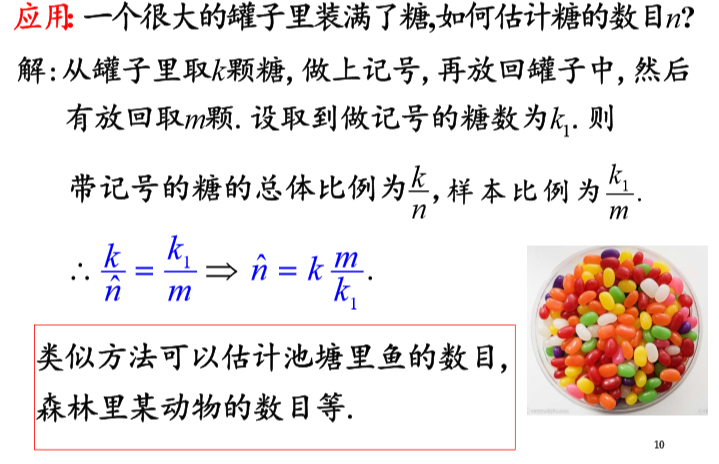 应用: 一个很大的罐子里装满了糖,如何估计糖的数目n?
解:从罐子里取k颗糖,做上记号,再放回罐子中,然后
有放回取m颗.设取到做记号的糖数为k₁.则
带记号的糖的总体比例为k/n,样本比例为k₁/m.
∴ k/n̂ = k₁/m ⇒ n̂ = k m/k₁.
类似方法可以估计池塘里鱼的数目,
森林里某动物的数目等.
10